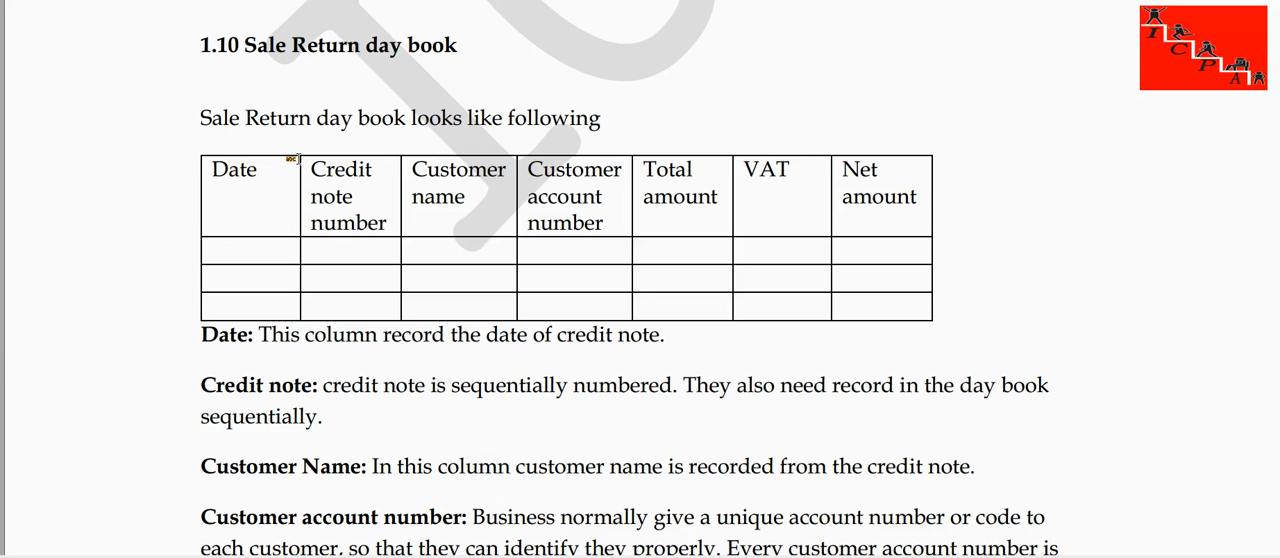 1.10 Sale Return day book
I C P A
Sale Return day book looks like following
Date Credit note number Customer name Customer account number Total amount VAT Net amount
Date: This column record the date of credit note.
Credit note: credit note is sequentially numbered. They also need record in the day book
sequentially.
Customer Name: In this column customer name is recorded from the credit note.
Customer account number: Business normally give a unique account number or code to
each customer, so that they can identify they properly. Every customer account number is